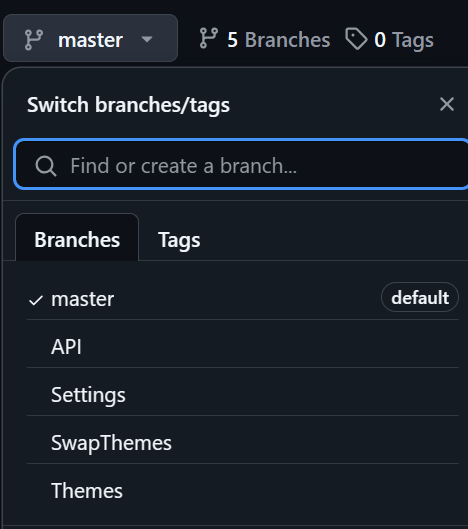 master 5 Branches 0 Tags
Switch branches/tags
Find or create a branch...
Branches Tags
master default
API
Settings
SwapThemes
Themes